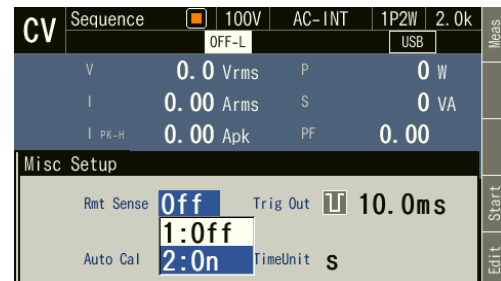 CV Sequence 100V AC-INT 1P2W 2.0k
OFF-L USB
Meas
V 0.0 Vrms P 0 W
I 0.00 Arms S 0 VA
I PK-H 0.00 Apk PF 0.00
Misc Setup
Rmt Sense Off Trig Out 10.0ms
1:Off
Auto Cal 2:On TimeUnit s
Start
Edit